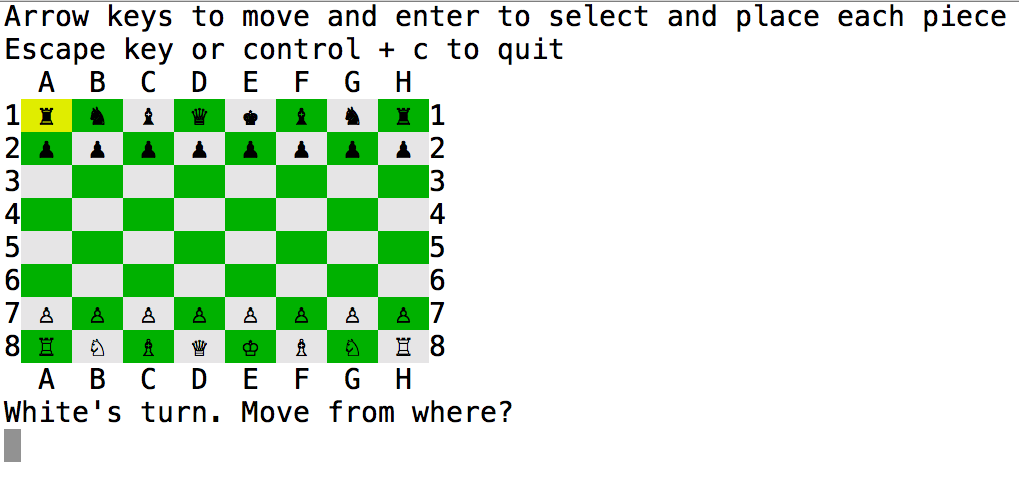 Arrow keys to move and enter to select and place each piece
Escape key or control + c to quit
A B C D E F G H
1 ♜ ♞ ♝ ♛ ♚ ♝ ♞ ♜ 1
2 ♟ ♟ ♟ ♟ ♟ ♟ ♟ ♟ 2
3 3
4 4
5 5
6 6
7 ♙ ♙ ♙ ♙ ♙ ♙ ♙ ♙ 7
8 ♖ ♘ ♗ ♕ ♔ ♗ ♘ ♖ 8
A B C D E F G H
White's turn. Move from where?